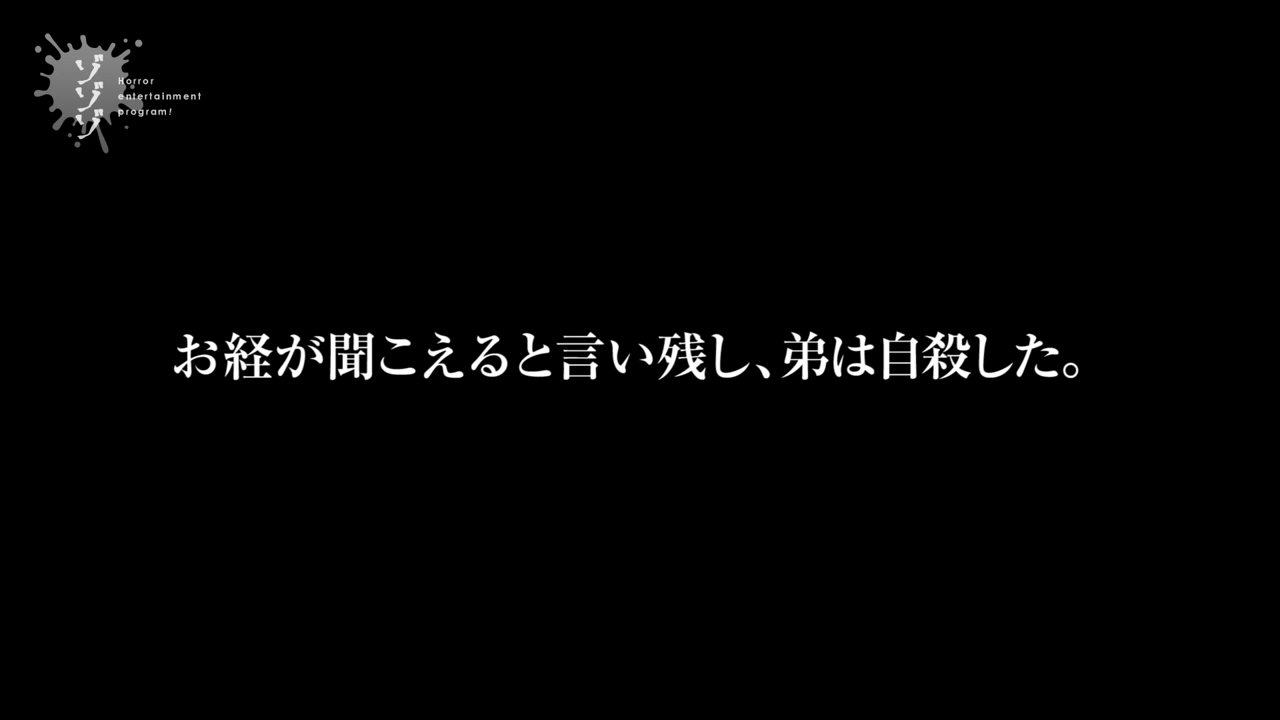 ゾゾゾ
Horror
entertainment
program!
お経が聞こえると言い残し、弟は自殺した。